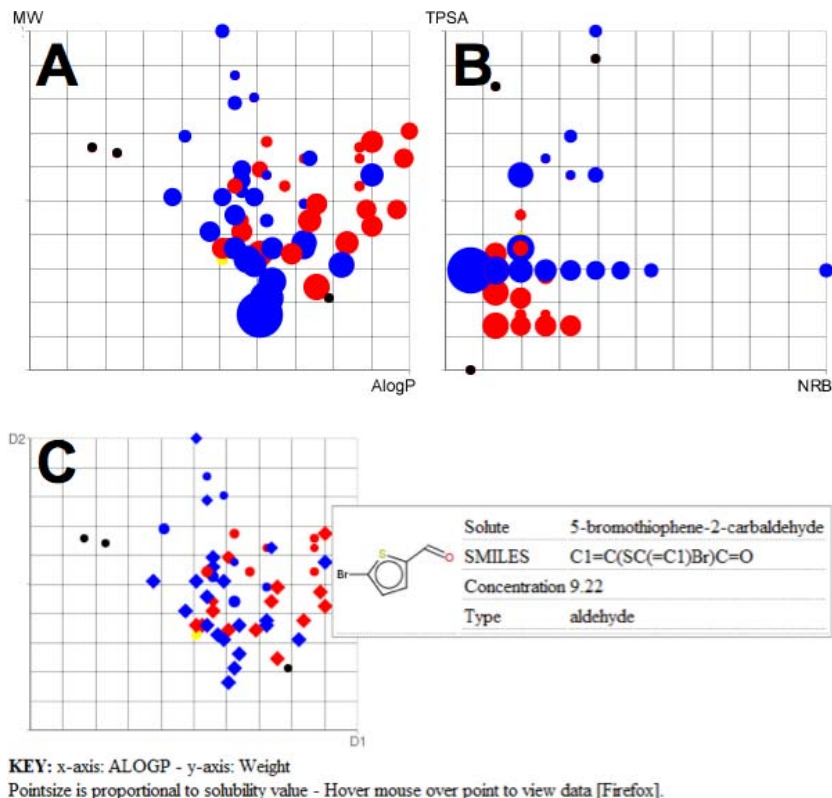 MW
TPSA
A
B
AlogP
NRB
D2
C
Solute 5-bromothiophene-2-carbaldehyde
SMILES C1=C(SC(=C1)Br)C=O
Concentration 9.22
Type aldehyde
Br
S
O
D1
KEY: x-axis: ALOGP - y-axis: Weight
Pointsize is proportional to solubility value - Hover mouse over point to view data [Firefox].